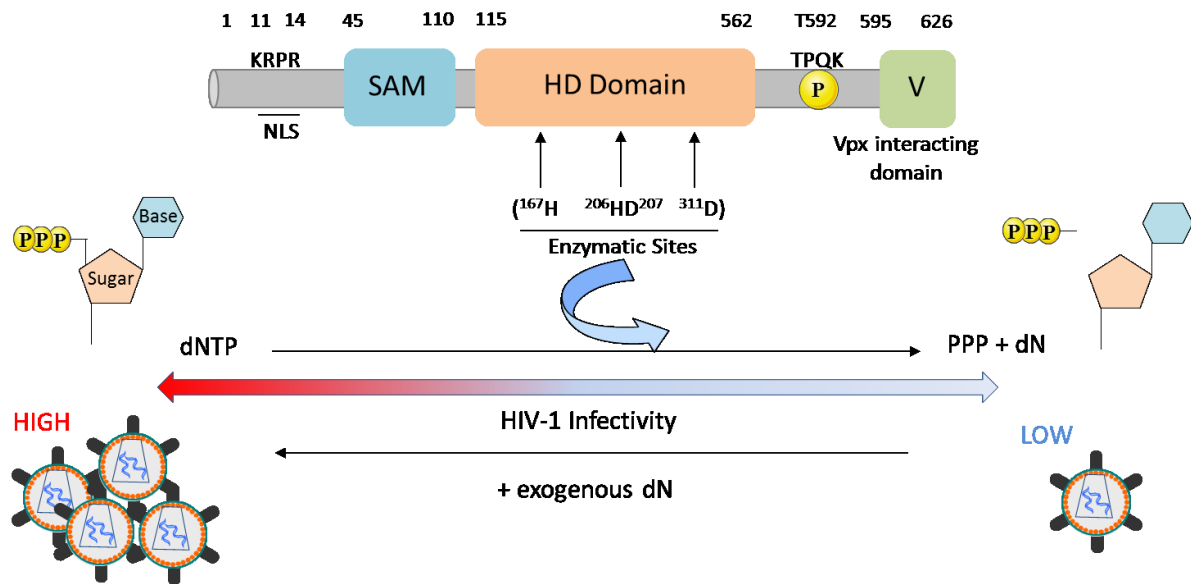 1 11 14 45 110 115 562 T592 595 626
KRPR TPQK
SAM HD Domain P V
NLS
Vpx interacting
domain
(¹⁶⁷H ²⁰⁶HD²⁰⁷ ³¹¹D)
Enzymatic Sites
Base
PPP
Sugar
PPP
dNTP PPP + dN
HIV-1 Infectivity
HIGH LOW
+ exogenous dN